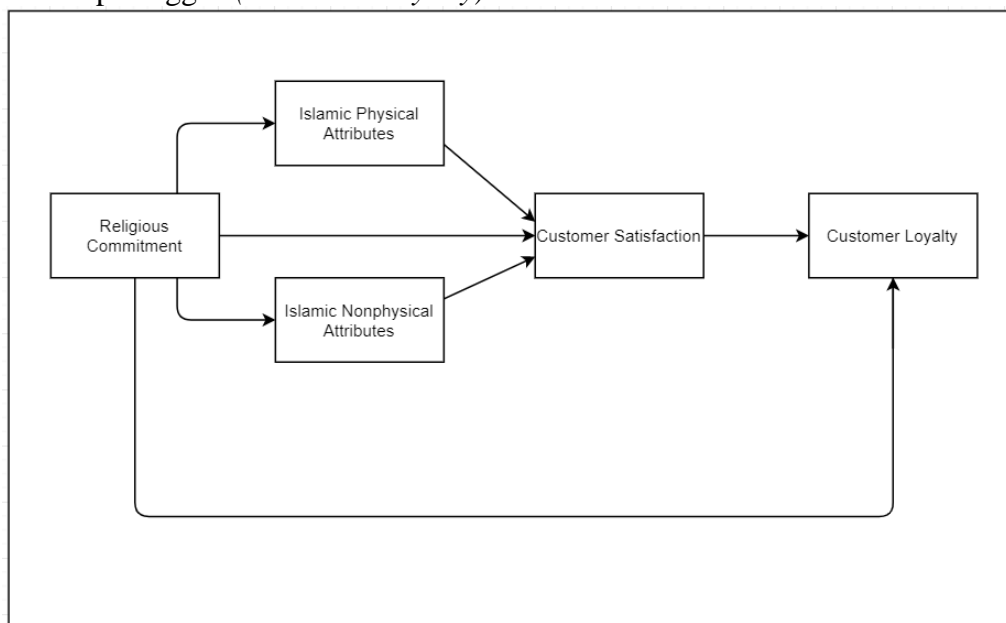 Islamic Physical
Attributes
Religious
Commitment
Customer Satisfaction
Customer Loyalty
Islamic Nonphysical
Attributes